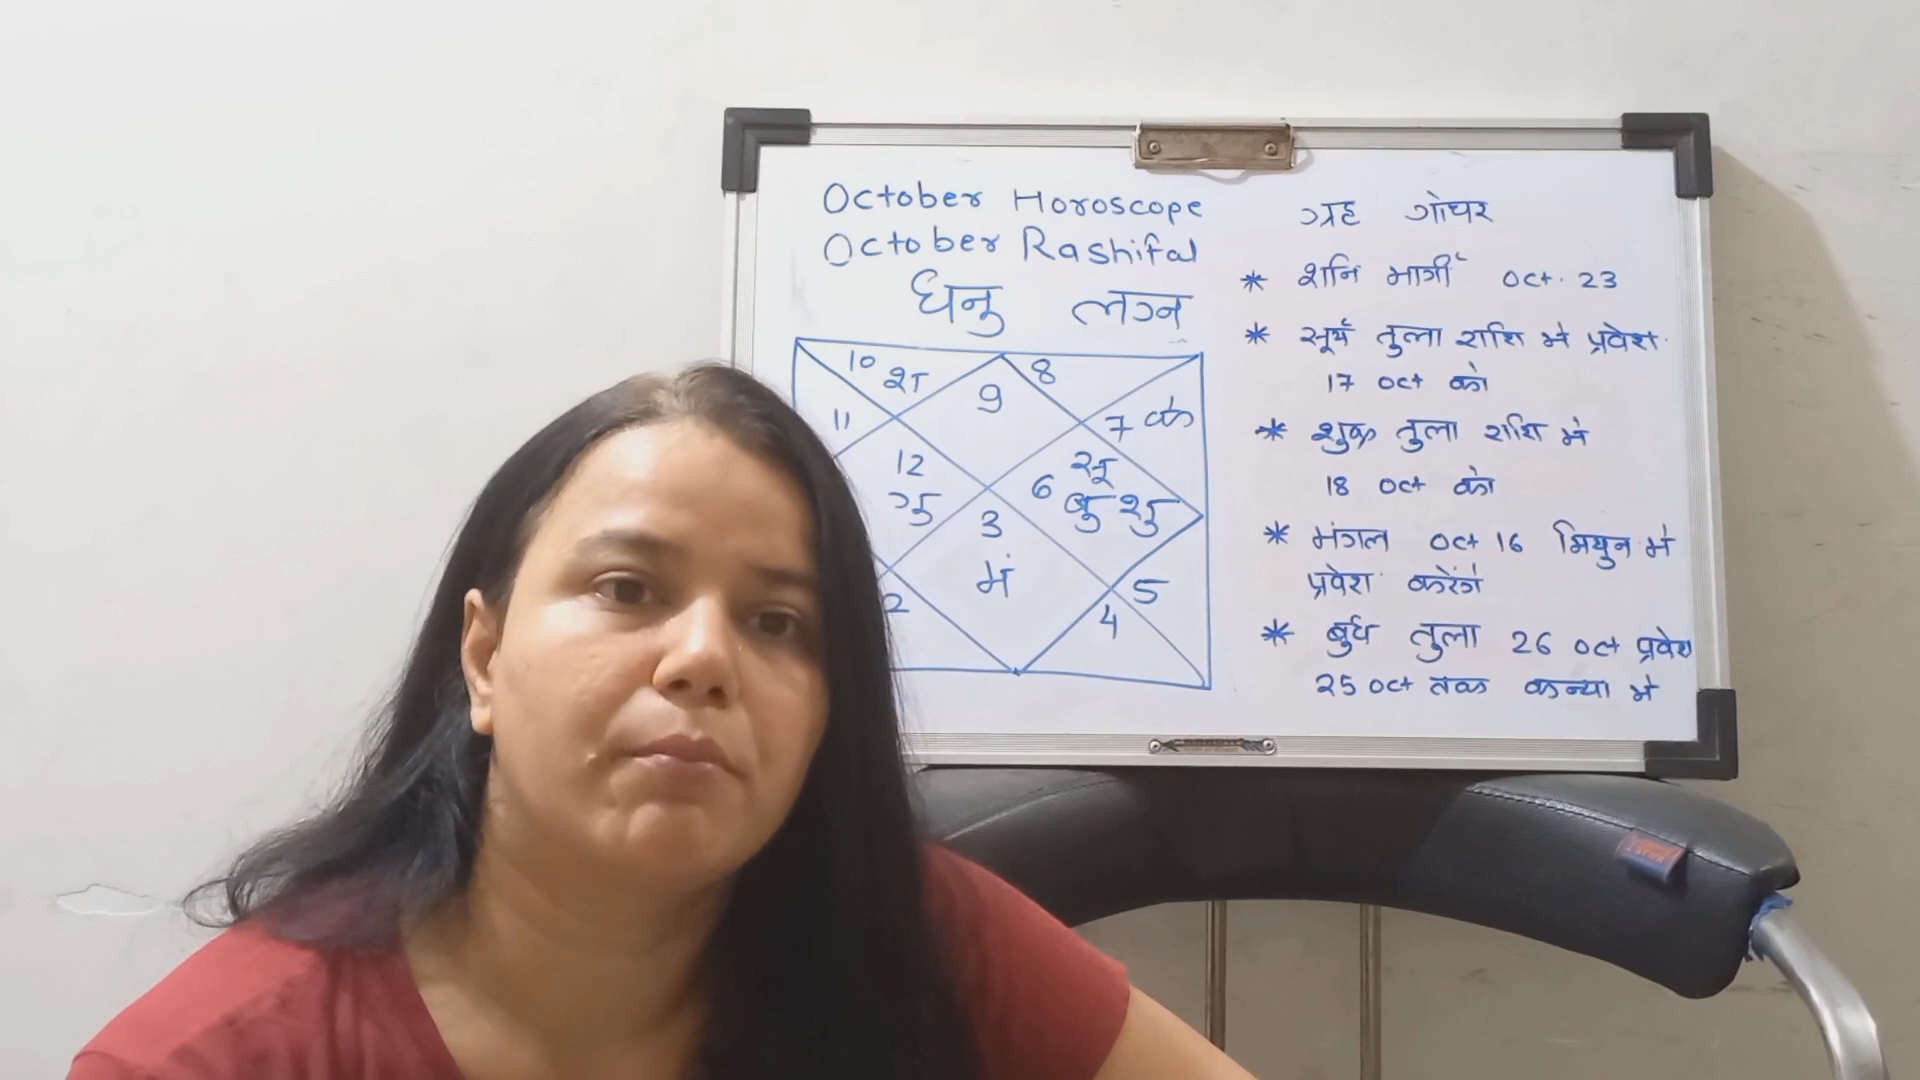 October Horoscope
October Rashifal
धनु लग्न
10 श
9
8
11
7 के
12
गु
6 सू
बु शु
3
मं
2
4
5
ग्रह गोचर
* शनि मार्गी Oct. 23
* सूर्य तुला राशि मे प्रवेश
17 Oct को
* शुक्र तुला राशि मे
18 Oct को
* मंगल Oct 16 मिथुन मे
प्रवेश करेंगे
* बुध तुला 26 Oct प्रवेश
25 Oct तक कन्या मे